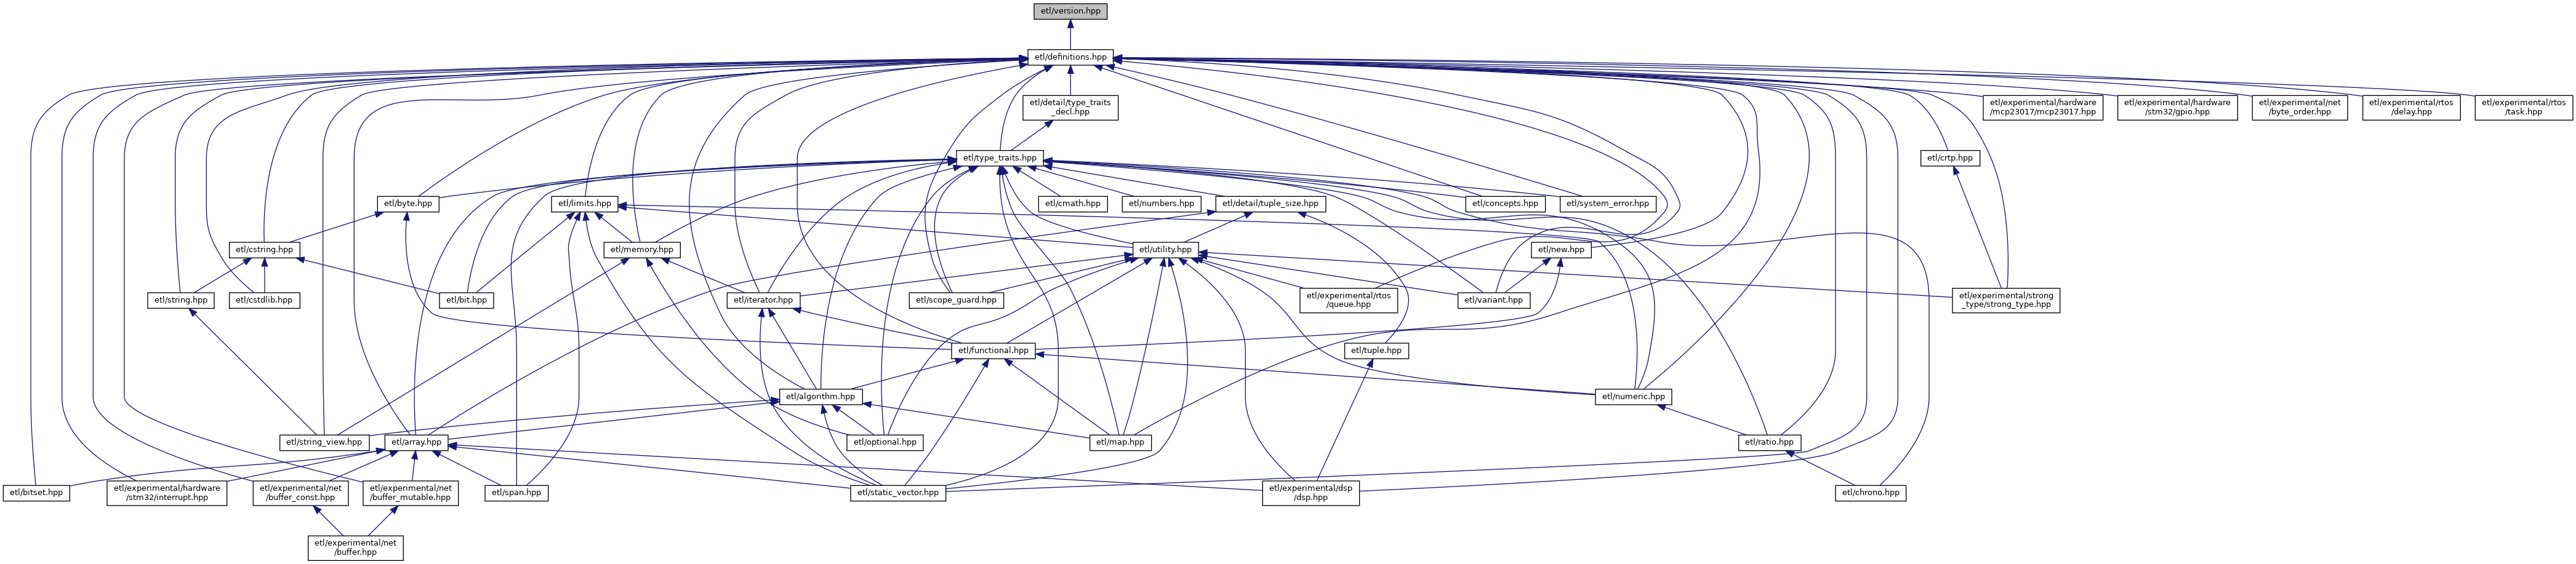 etl/version.hpp
etl/definitions.hpp
etl/detail/type_traits
_decl.hpp
etl/experimental/hardware
/mcp23017/mcp23017.hpp
etl/experimental/hardware
/stm32/gpio.hpp
etl/experimental/net
/byte_order.hpp
etl/experimental/rtos
/delay.hpp
etl/experimental/rtos
/task.hpp
etl/type_traits.hpp
etl/crtp.hpp
etl/byte.hpp
etl/limits.hpp
etl/cmath.hpp
etl/numbers.hpp
etl/detail/tuple_size.hpp
etl/concepts.hpp
etl/system_error.hpp
etl/cstring.hpp
etl/memory.hpp
etl/utility.hpp
etl/new.hpp
etl/string.hpp
etl/cstdlib.hpp
etl/bit.hpp
etl/iterator.hpp
etl/scope_guard.hpp
etl/experimental/rtos
/queue.hpp
etl/variant.hpp
etl/experimental/strong
_type/strong_type.hpp
etl/functional.hpp
etl/tuple.hpp
etl/algorithm.hpp
etl/numeric.hpp
etl/string_view.hpp
etl/array.hpp
etl/optional.hpp
etl/map.hpp
etl/ratio.hpp
etl/bitset.hpp
etl/experimental/hardware
/stm32/interrupt.hpp
etl/experimental/net
/buffer_const.hpp
etl/experimental/net
/buffer_mutable.hpp
etl/span.hpp
etl/static_vector.hpp
etl/experimental/dsp
/dsp.hpp
etl/chrono.hpp
etl/experimental/net
/buffer.hpp